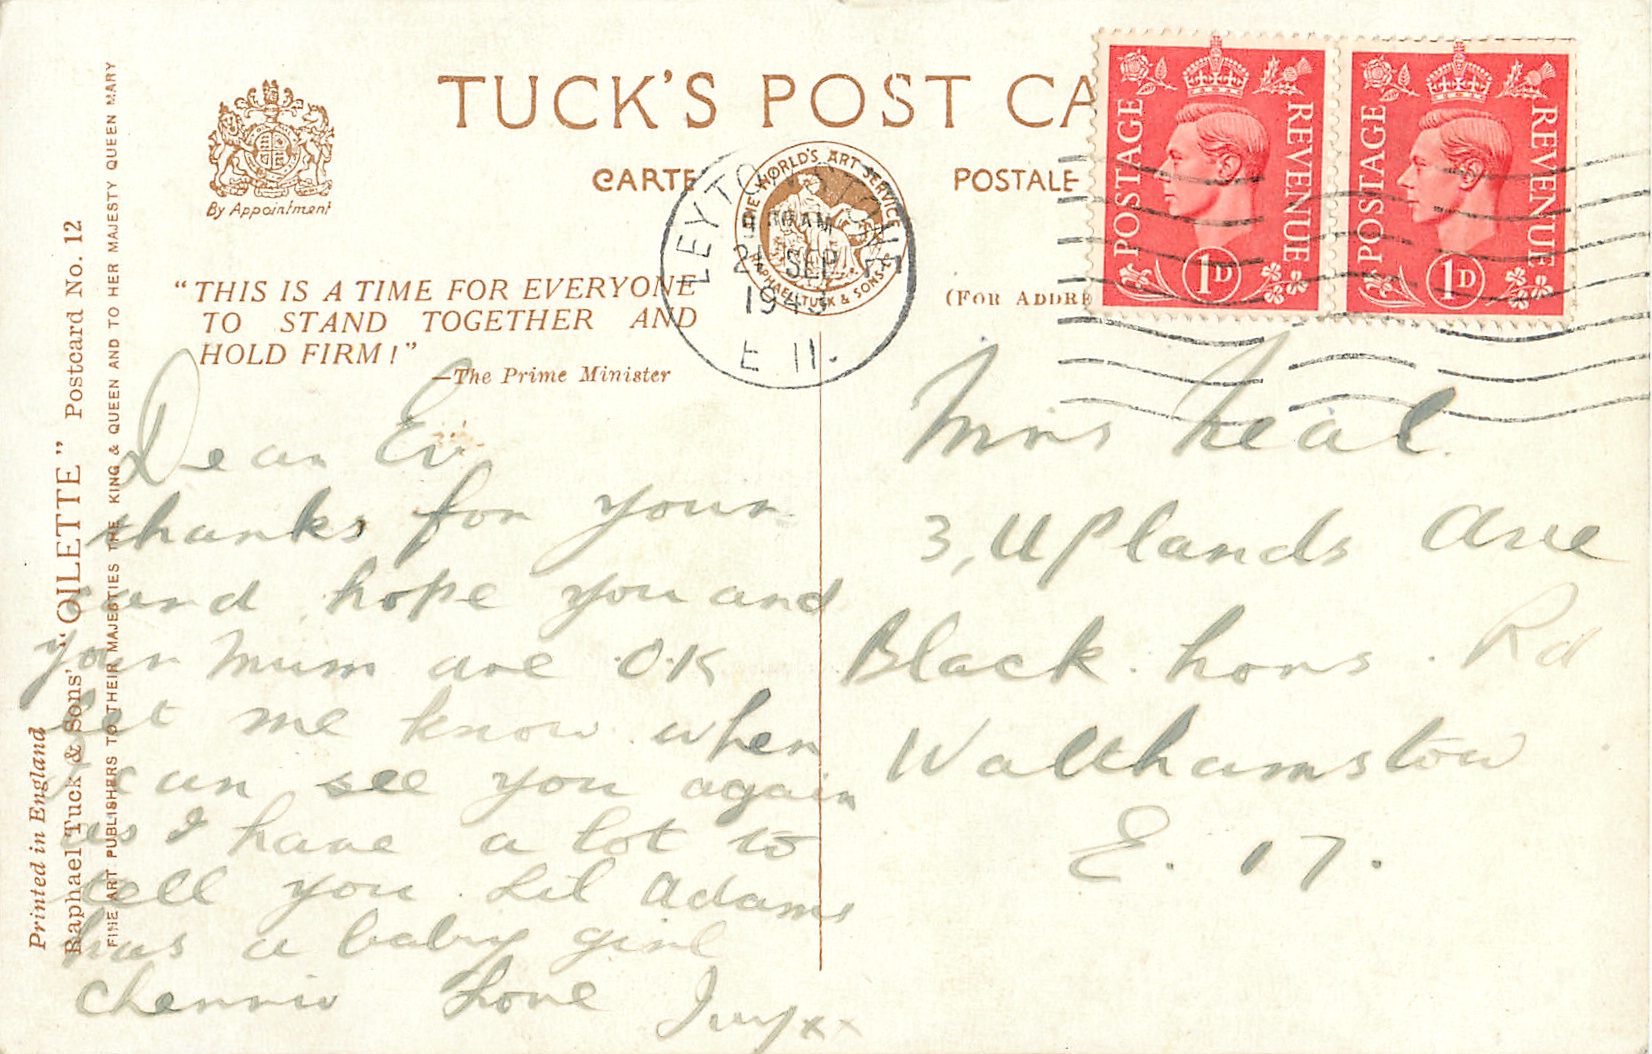 TUCK'S POST CA
CARTE POSTALE
By Appointment
THE WORLD'S ART SERVICE
RAPHAEL TUCK & SONS
LEYTONSTONE
AM
SEP
E 11.
POSTAGE REVENUE
1D
POSTAGE REVENUE
1D
(FOR ADDRE
"THIS IS A TIME FOR EVERYONE
TO STAND TOGETHER AND
HOLD FIRM!"
—The Prime Minister
Printed in England
Raphael Tuck & Sons' "OILETTE" Postcard No. 12
FINE ART PUBLISHERS TO THEIR MAJESTIES THE KING & QUEEN AND TO HER MAJESTY QUEEN MARY
Dear Ev
thanks for your
card hope you and
your Mum are O.K
let me know when
I can see you again
as I have a lot to
tell you. Lil Adams
has a baby girl
cherrio love Ivy xx
Mrs Neal.
3, Uplands Ave
Black. hors. Rd
Walthamstow
E. 17.